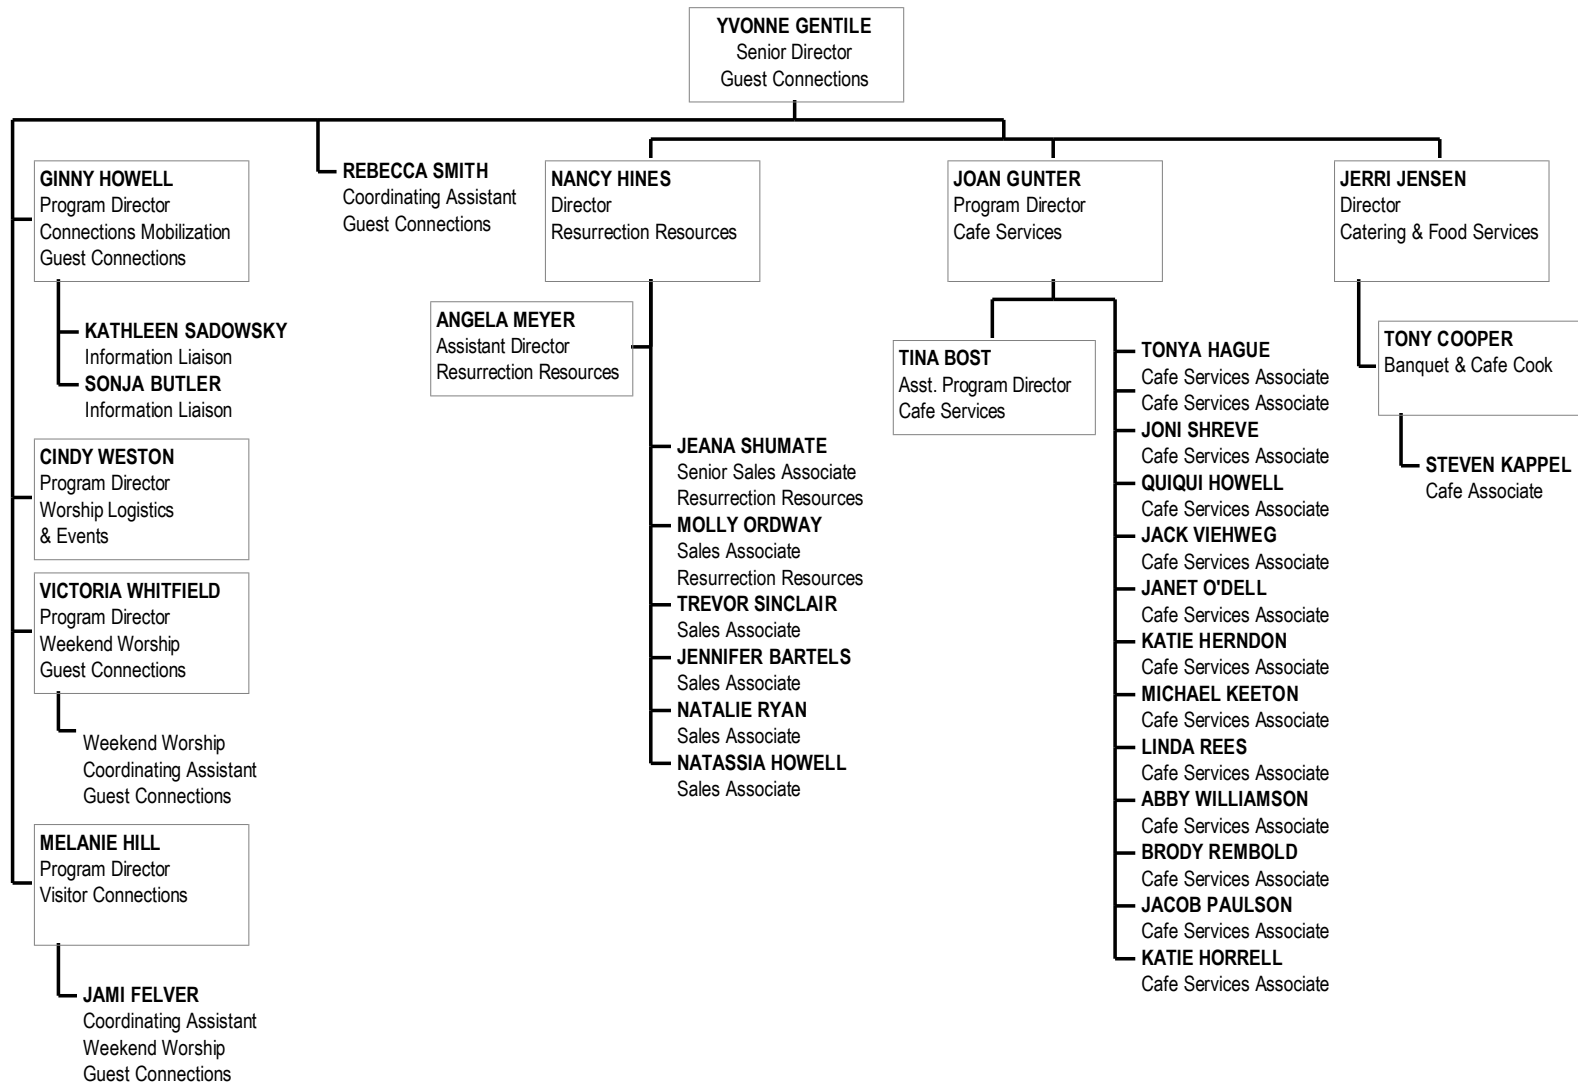 YVONNE GENTILE
Senior Director
Guest Connections
GINNY HOWELL
Program Director
Connections Mobilization
Guest Connections
KATHLEEN SADOWSKY
Information Liaison
SONJA BUTLER
Information Liaison
CINDY WESTON
Program Director
Worship Logistics
& Events
VICTORIA WHITFIELD
Program Director
Weekend Worship
Guest Connections
Weekend Worship
Coordinating Assistant
Guest Connections
MELANIE HILL
Program Director
Visitor Connections
JAMI FELVER
Coordinating Assistant
Weekend Worship
Guest Connections
REBECCA SMITH
Coordinating Assistant
Guest Connections
NANCY HINES
Director
Resurrection Resources
ANGELA MEYER
Assistant Director
Resurrection Resources
JEANA SHUMATE
Senior Sales Associate
Resurrection Resources
MOLLY ORDWAY
Sales Associate
Resurrection Resources
TREVOR SINCLAIR
Sales Associate
JENNIFER BARTELS
Sales Associate
NATALIE RYAN
Sales Associate
NATASSIA HOWELL
Sales Associate
JOAN GUNTER
Program Director
Cafe Services
TINA BOST
Asst. Program Director
Cafe Services
TONYA HAGUE
Cafe Services Associate
Cafe Services Associate
JONI SHREVE
Cafe Services Associate
QUIQUI HOWELL
Cafe Services Associate
JACK VIEHWEG
Cafe Services Associate
JANET O'DELL
Cafe Services Associate
KATIE HERNDON
Cafe Services Associate
MICHAEL KEETON
Cafe Services Associate
LINDA REES
Cafe Services Associate
ABBY WILLIAMSON
Cafe Services Associate
BRODY REMBOLD
Cafe Services Associate
JACOB PAULSON
Cafe Services Associate
KATIE HORRELL
Cafe Services Associate
JERRI JENSEN
Director
Catering & Food Services
TONY COOPER
Banquet & Cafe Cook
STEVEN KAPPEL
Cafe Associate